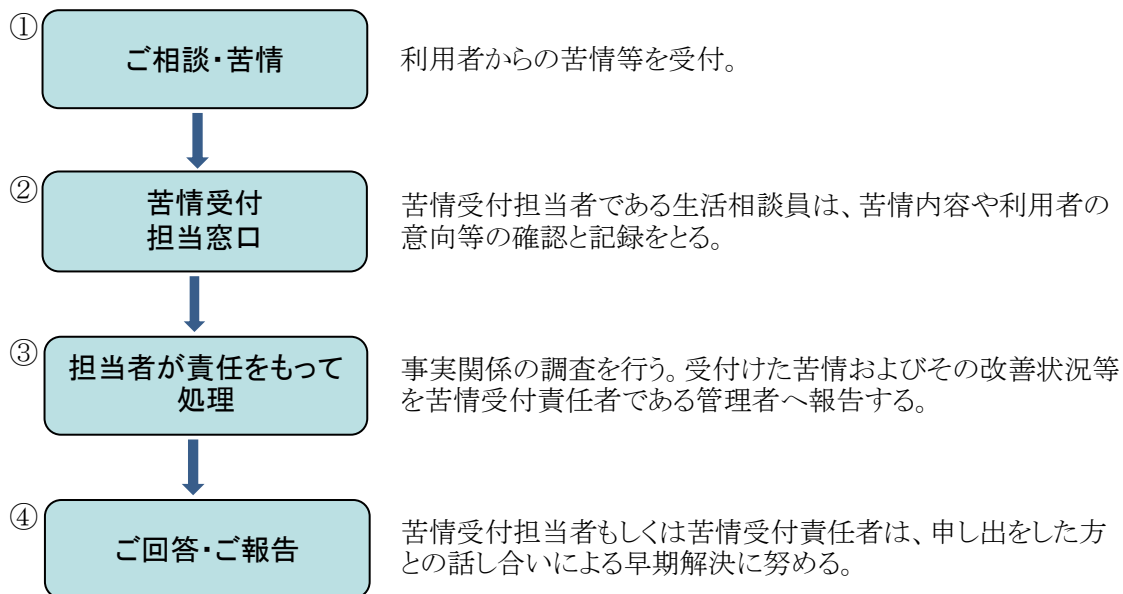 ①
ご相談・苦情
利用者からの苦情等を受付。
②
苦情受付
担当窓口
苦情受付担当者である生活相談員は、苦情内容や利用者の
意向等の確認と記録をとる。
③
担当者が責任をもって
処理
事実関係の調査を行う。受付けた苦情およびその改善状況等
を苦情受付責任者である管理者へ報告する。
④
ご回答・ご報告
苦情受付担当者もしくは苦情受付責任者は、申し出をした方
との話し合いによる早期解決に努める。